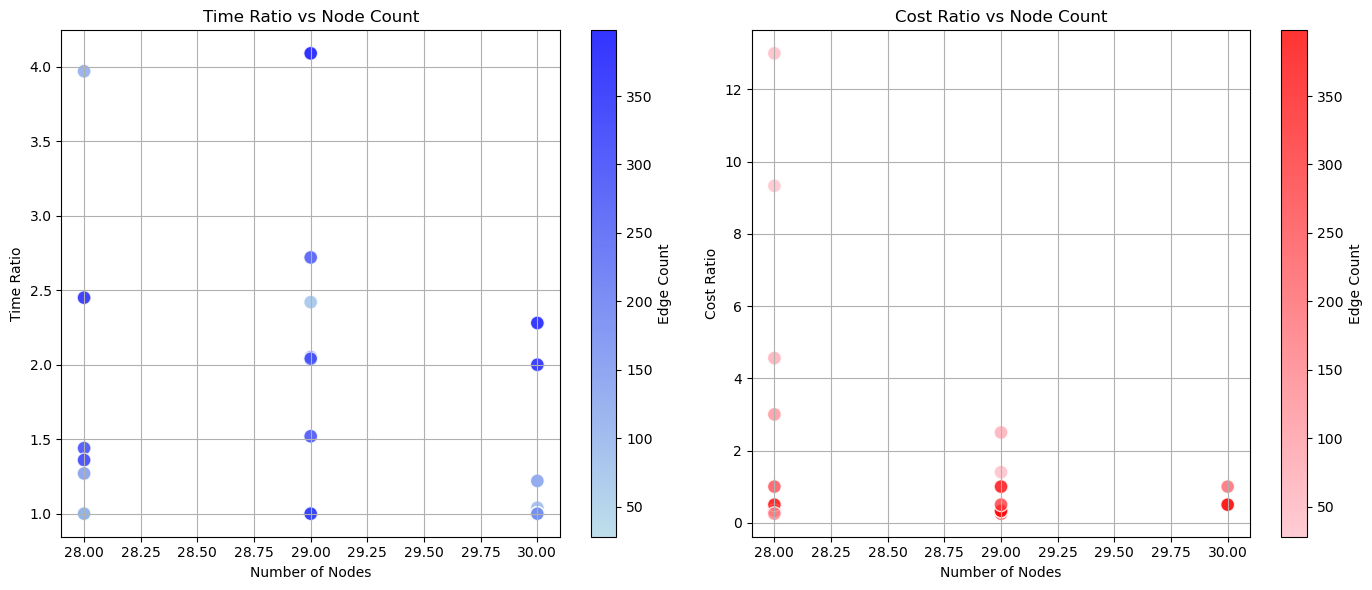 Time Ratio vs Node Count
Time Ratio
4.0
3.5
3.0
2.5
2.0
1.5
1.0
28.00 28.25 28.50 28.75 29.00 29.25 29.50 29.75 30.00
Number of Nodes
350
300
250
200
150
100
50
Edge Count
Cost Ratio vs Node Count
Cost Ratio
12
10
8
6
4
2
0
28.00 28.25 28.50 28.75 29.00 29.25 29.50 29.75 30.00
Number of Nodes
350
300
250
200
150
100
50
Edge Count